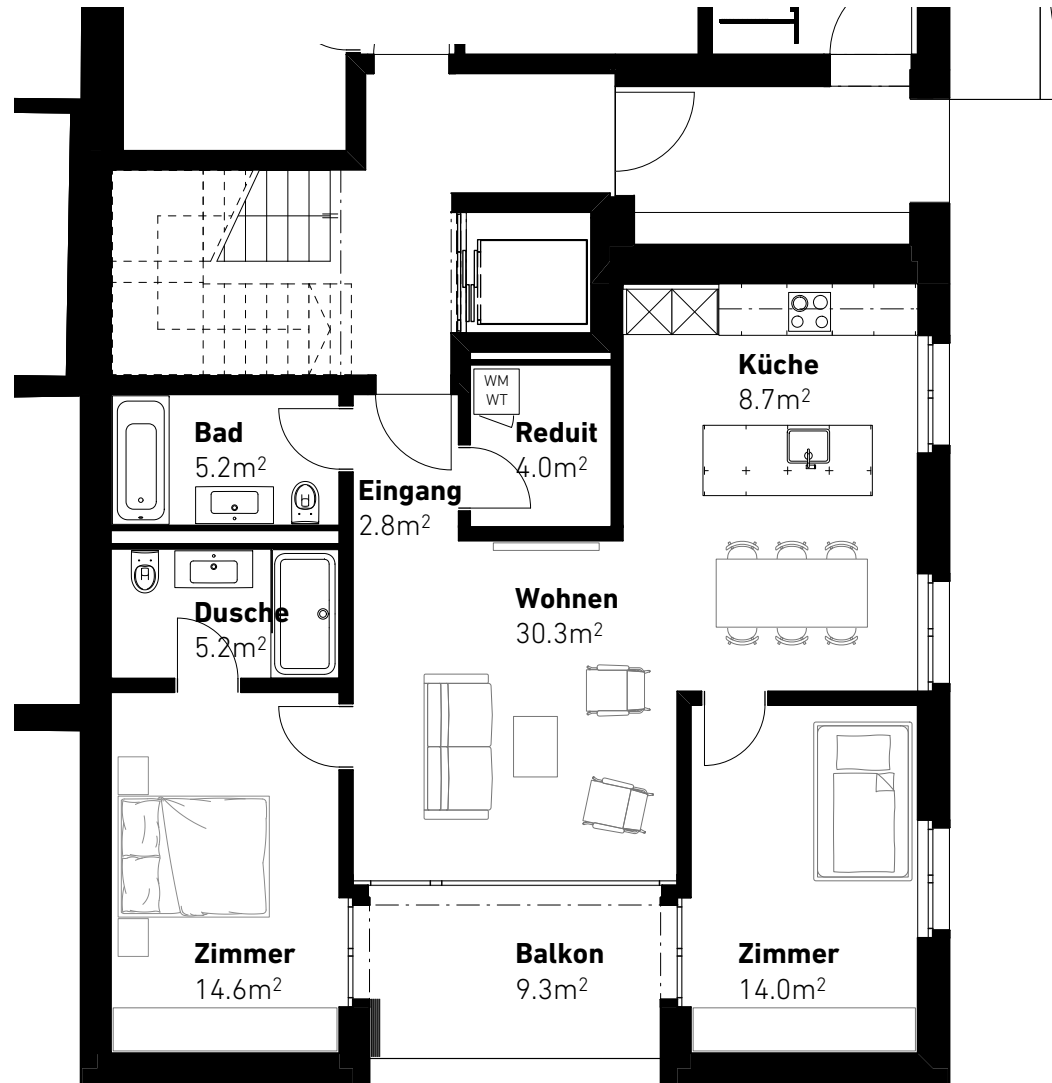 Küche
8.7m²
WM
WT
Bad
5.2m²
Reduit
4.0m²
Eingang
2.8m²
Dusche
5.2m²
Wohnen
30.3m²
Zimmer
14.6m²
Balkon
9.3m²
Zimmer
14.0m²